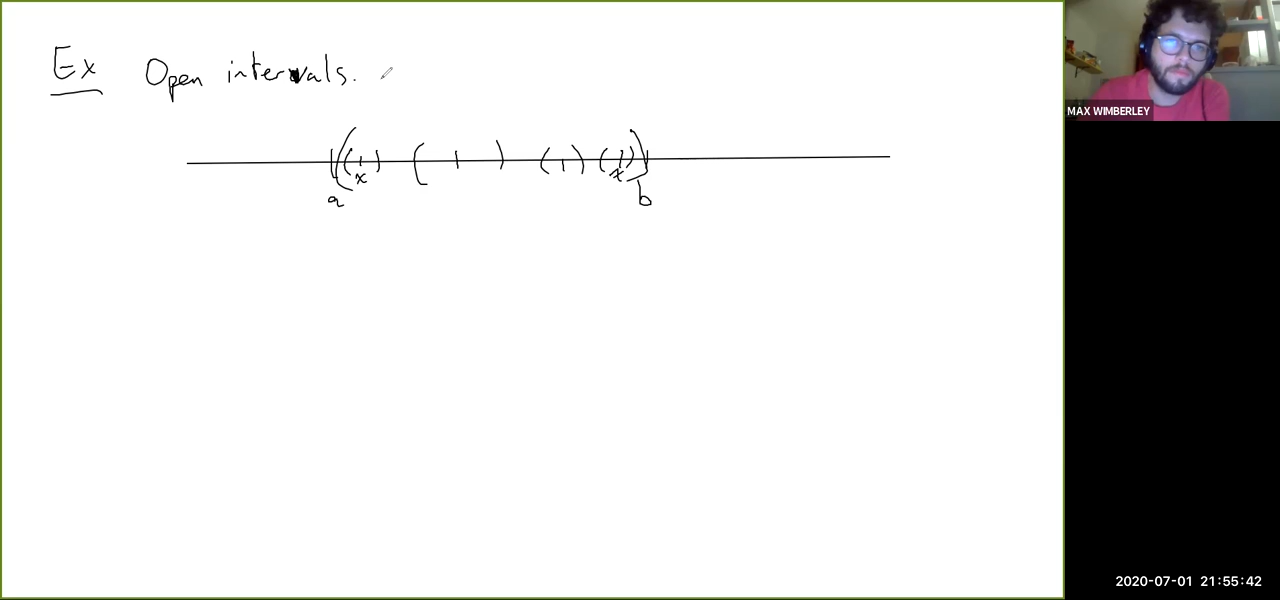 Ex Open intervals.
x x
a b
MAX WIMBERLEY
2020-07-01 21:55:42